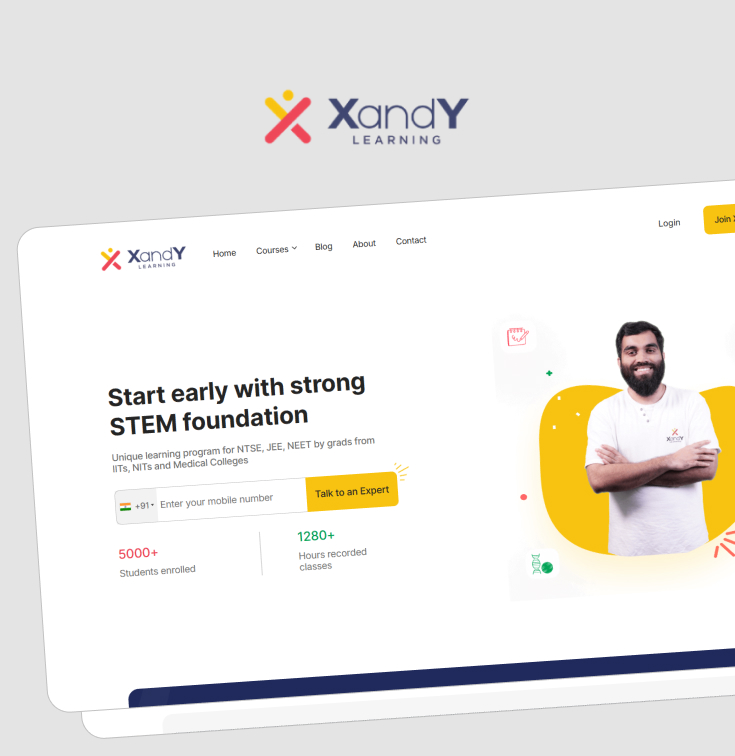 XandY
LEARNING
XandY
LEARNING
Home
Courses
Blog
About
Contact
Login
Join
Start early with strong
STEM foundation
Unique learning program for NTSE, JEE, NEET by grads from
IITs, NITs and Medical Colleges
+91
Enter your mobile number
Talk to an Expert
5000+
Students enrolled
1280+
Hours recorded
classes
XandY